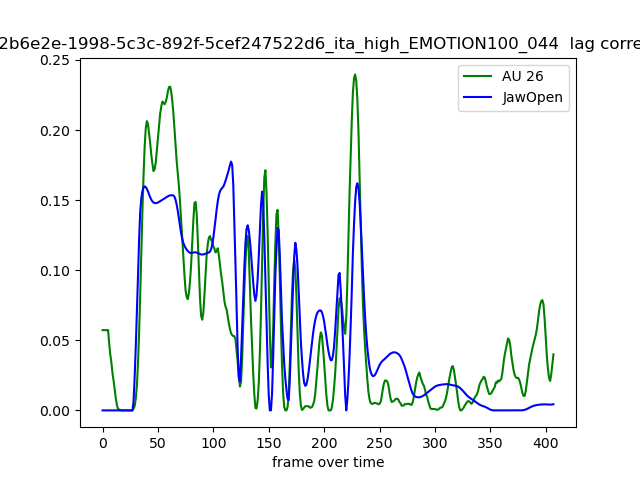 2b6e2e-1998-5c3c-892f-5cef247522d6_ita_high_EMOTION100_044 lag corre
AU 26
JawOpen
0.25
0.20
0.15
0.10
0.05
0.00
0 50 100 150 200 250 300 350 400
frame over time